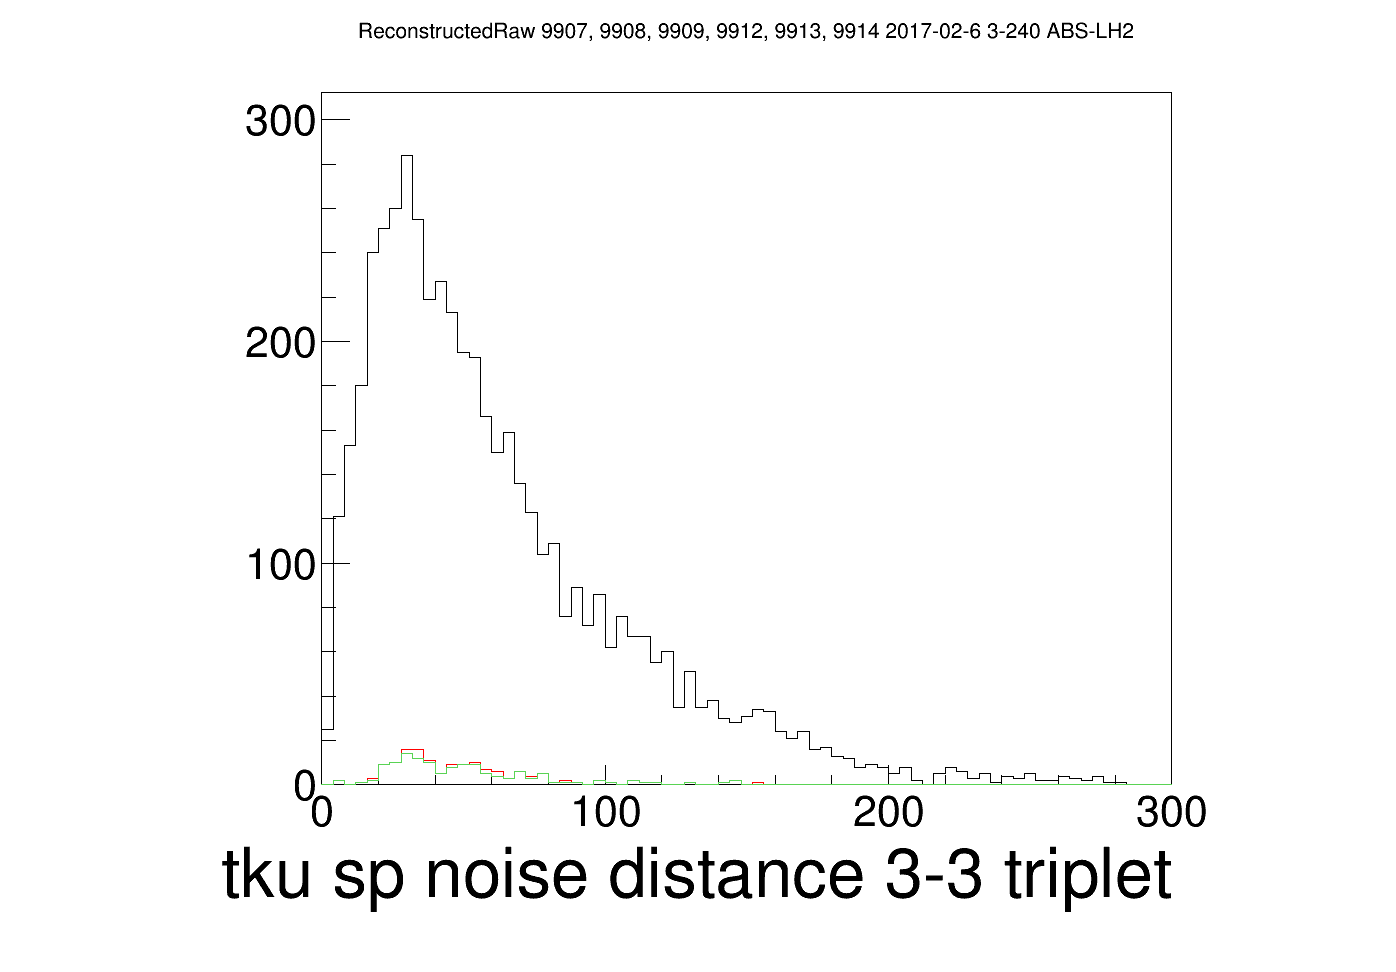 ReconstructedRaw 9907, 9908, 9909, 9912, 9913, 9914 2017-02-6 3-240 ABS-LH2
300
200
100
0
0 100 200 300
tku sp noise distance 3-3 triplet